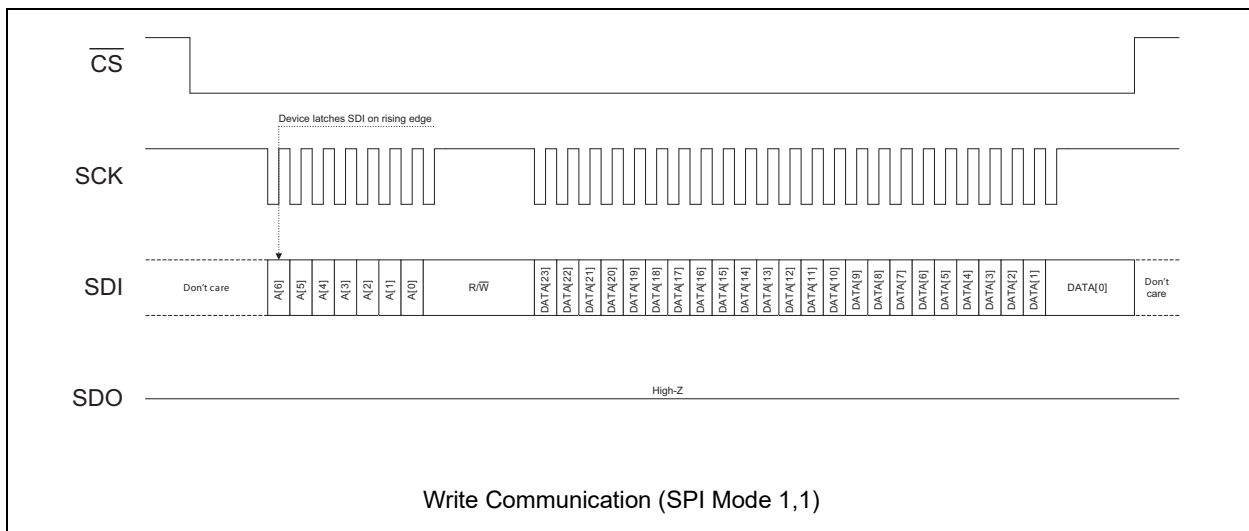 CS
Device latches SDI on rising edge
SCK
SDI
Don't care
A[6]
A[5]
A[4]
A[3]
A[2]
A[1]
A[0]
R/W
DATA[23]
DATA[22]
DATA[21]
DATA[20]
DATA[19]
DATA[18]
DATA[17]
DATA[16]
DATA[15]
DATA[14]
DATA[13]
DATA[12]
DATA[11]
DATA[10]
DATA[9]
DATA[8]
DATA[7]
DATA[6]
DATA[5]
DATA[4]
DATA[3]
DATA[2]
DATA[1]
DATA[0]
Don't
care
SDO
High-Z
Write Communication (SPI Mode 1,1)